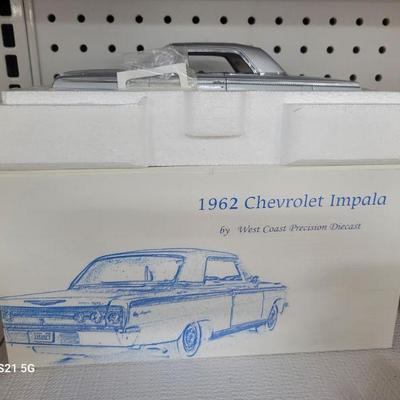 1962 Chevrolet Impala
by West Coast Precision Diecast
S21 5G